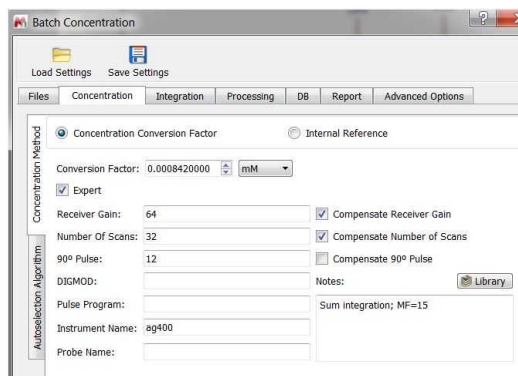 Batch Concentration
Load Settings Save Settings
Files Concentration Integration Processing DB Report Advanced Options
Concentration Method
Autoselection Algorithm
Concentration Conversion Factor Internal Reference
Conversion Factor: 0.0008420000 mM
Expert
Receiver Gain: 64 Compensate Receiver Gain
Number Of Scans: 32 Compensate Number of Scans
90º Pulse: 12 Compensate 90º Pulse
DIGMOD: Notes: Library
Pulse Program: Sum integration; MF=15
Instrument Name: ag400
Probe Name: